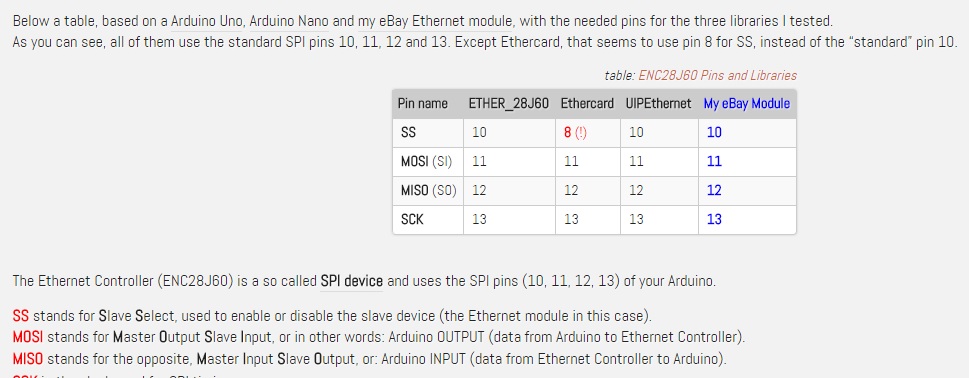 Below a table, based on a Arduino Uno, Arduino Nano and my eBay Ethernet module, with the needed pins for the three libraries I tested.
As you can see, all of them use the standard SPI pins 10, 11, 12 and 13. Except Ethercard, that seems to use pin 8 for SS, instead of the “standard” pin 10.
table: ENC28J60 Pins and Libraries
Pin name ETHER_28J60 Ethercard UIPEthernet My eBay Module
SS 10 8 (!) 10 10
MOSI (SI) 11 11 11 11
MISO (SO) 12 12 12 12
SCK 13 13 13 13
The Ethernet Controller (ENC28J60) is a so called SPI device and uses the SPI pins (10, 11, 12, 13) of your Arduino.
SS stands for Slave Select, used to enable or disable the slave device (the Ethernet module in this case).
MOSI stands for Master Output Slave Input, or in other words: Arduino OUTPUT (data from Arduino to Ethernet Controller).
MISO stands for the opposite, Master Input Slave Output, or: Arduino INPUT (data from Ethernet Controller to Arduino).